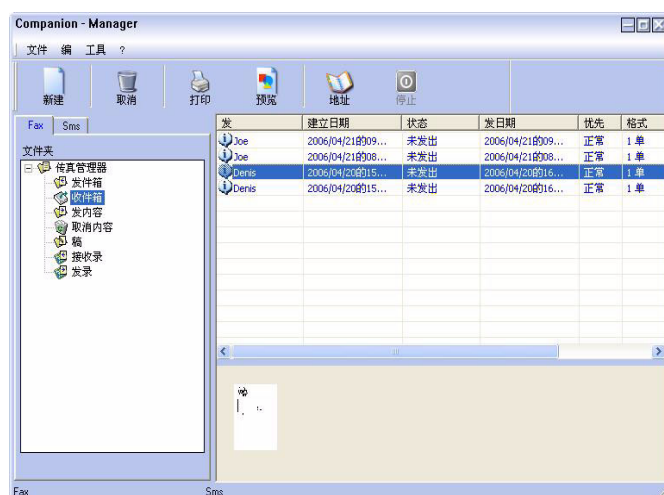 Companion - Manager
文件 编 工具 ?
新建 取消 打印 预览 地址 停止
Fax Sms
文件夹
传真管理器
发件箱
收件箱
发内容
取消内容
稿
接收录
发录
发 建立日期 状态 发日期 忧先 格式
Joe 2006/04/21的09... 未发出 2006/04/21的09... 正常 1 单
Joe 2006/04/21的08... 未发出 2006/04/21的08... 正常 1 单
Denis 2006/04/20的15... 未发出 2006/04/20的16... 正常 1 单
Denis 2006/04/20的15... 未发出 2006/04/20的16... 正常 1 单
Fax Sms